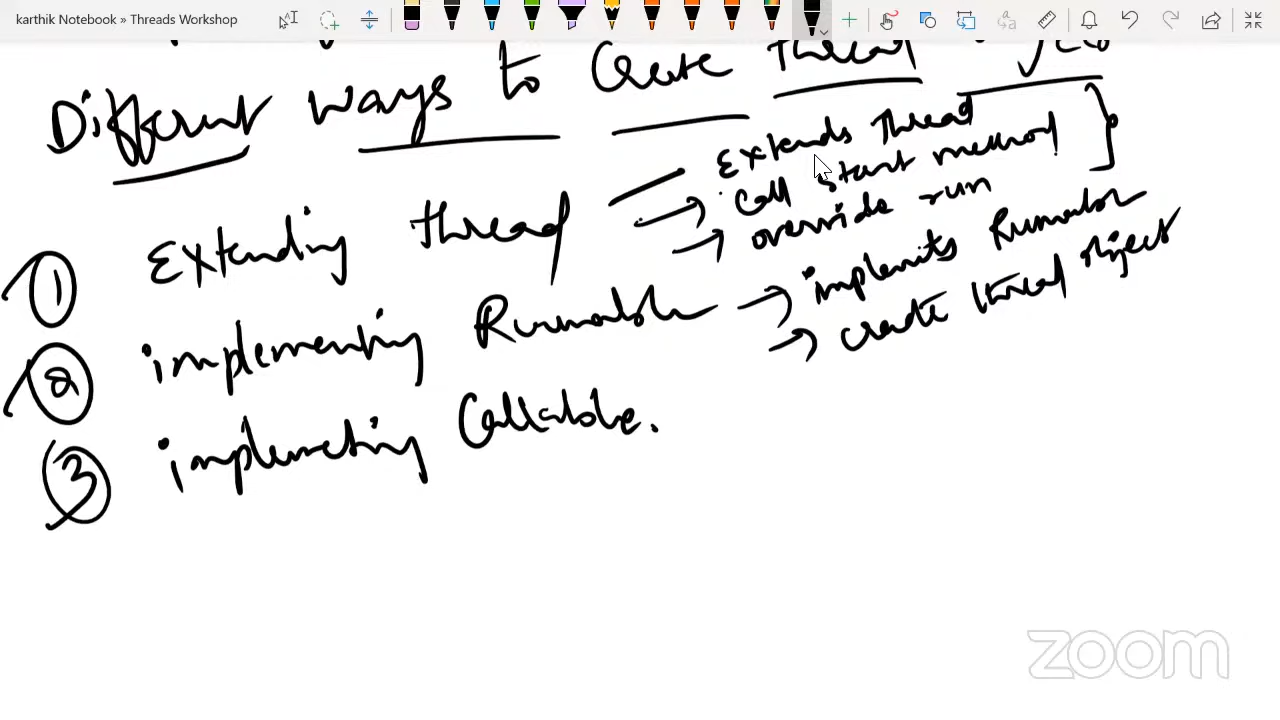 karthik Notebook » Threads Workshop
Different ways to Create thread
Extending thread
Extends Thread
Call start method
override run
implementing Runnable
implements Runnable
create thread object
implemeting Callable.
1
2
3
zoom